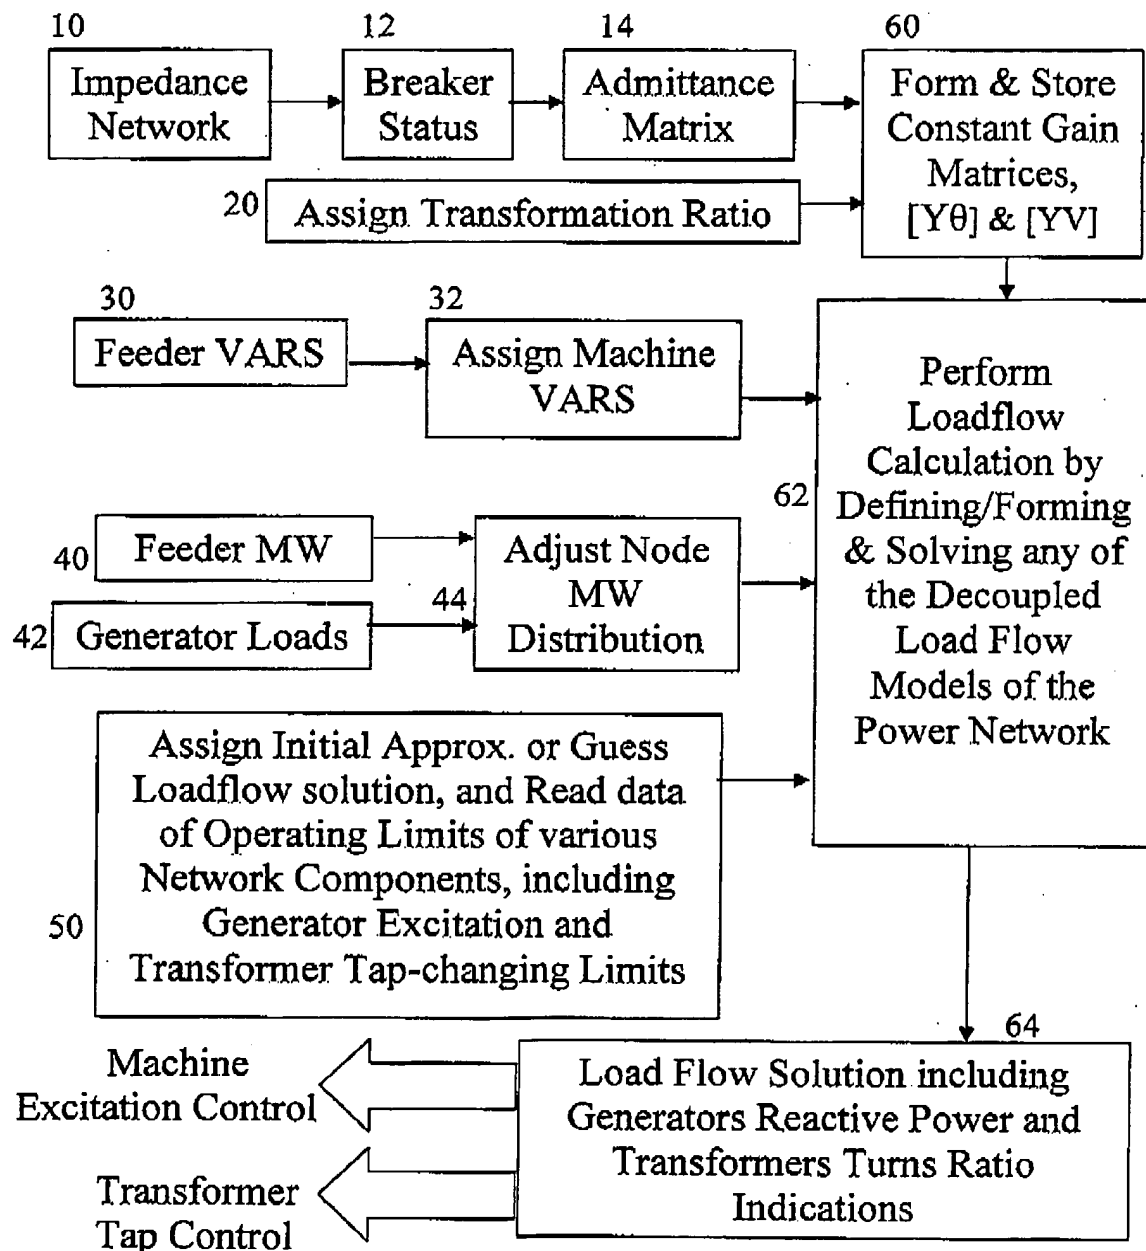 10
Impedance
Network
12
Breaker
Status
14
Admittance
Matrix
60
Form & Store
Constant Gain
Matrices,
[Yθ] & [YV]
20
Assign Transformation Ratio
30
Feeder VARS
32
Assign Machine
VARS
40
Feeder MW
42
Generator Loads
44
Adjust Node
MW
Distribution
62
Perform
Loadflow
Calculation by
Defining/Forming
& Solving any of
the Decoupled
Load Flow
Models of the
Power Network
50
Assign Initial Approx. or Guess
Loadflow solution, and Read data
of Operating Limits of various
Network Components, including
Generator Excitation and
Transformer Tap-changing Limits
64
Load Flow Solution including
Generators Reactive Power and
Transformers Turns Ratio
Indications
Machine
Excitation Control
Transformer
Tap Control